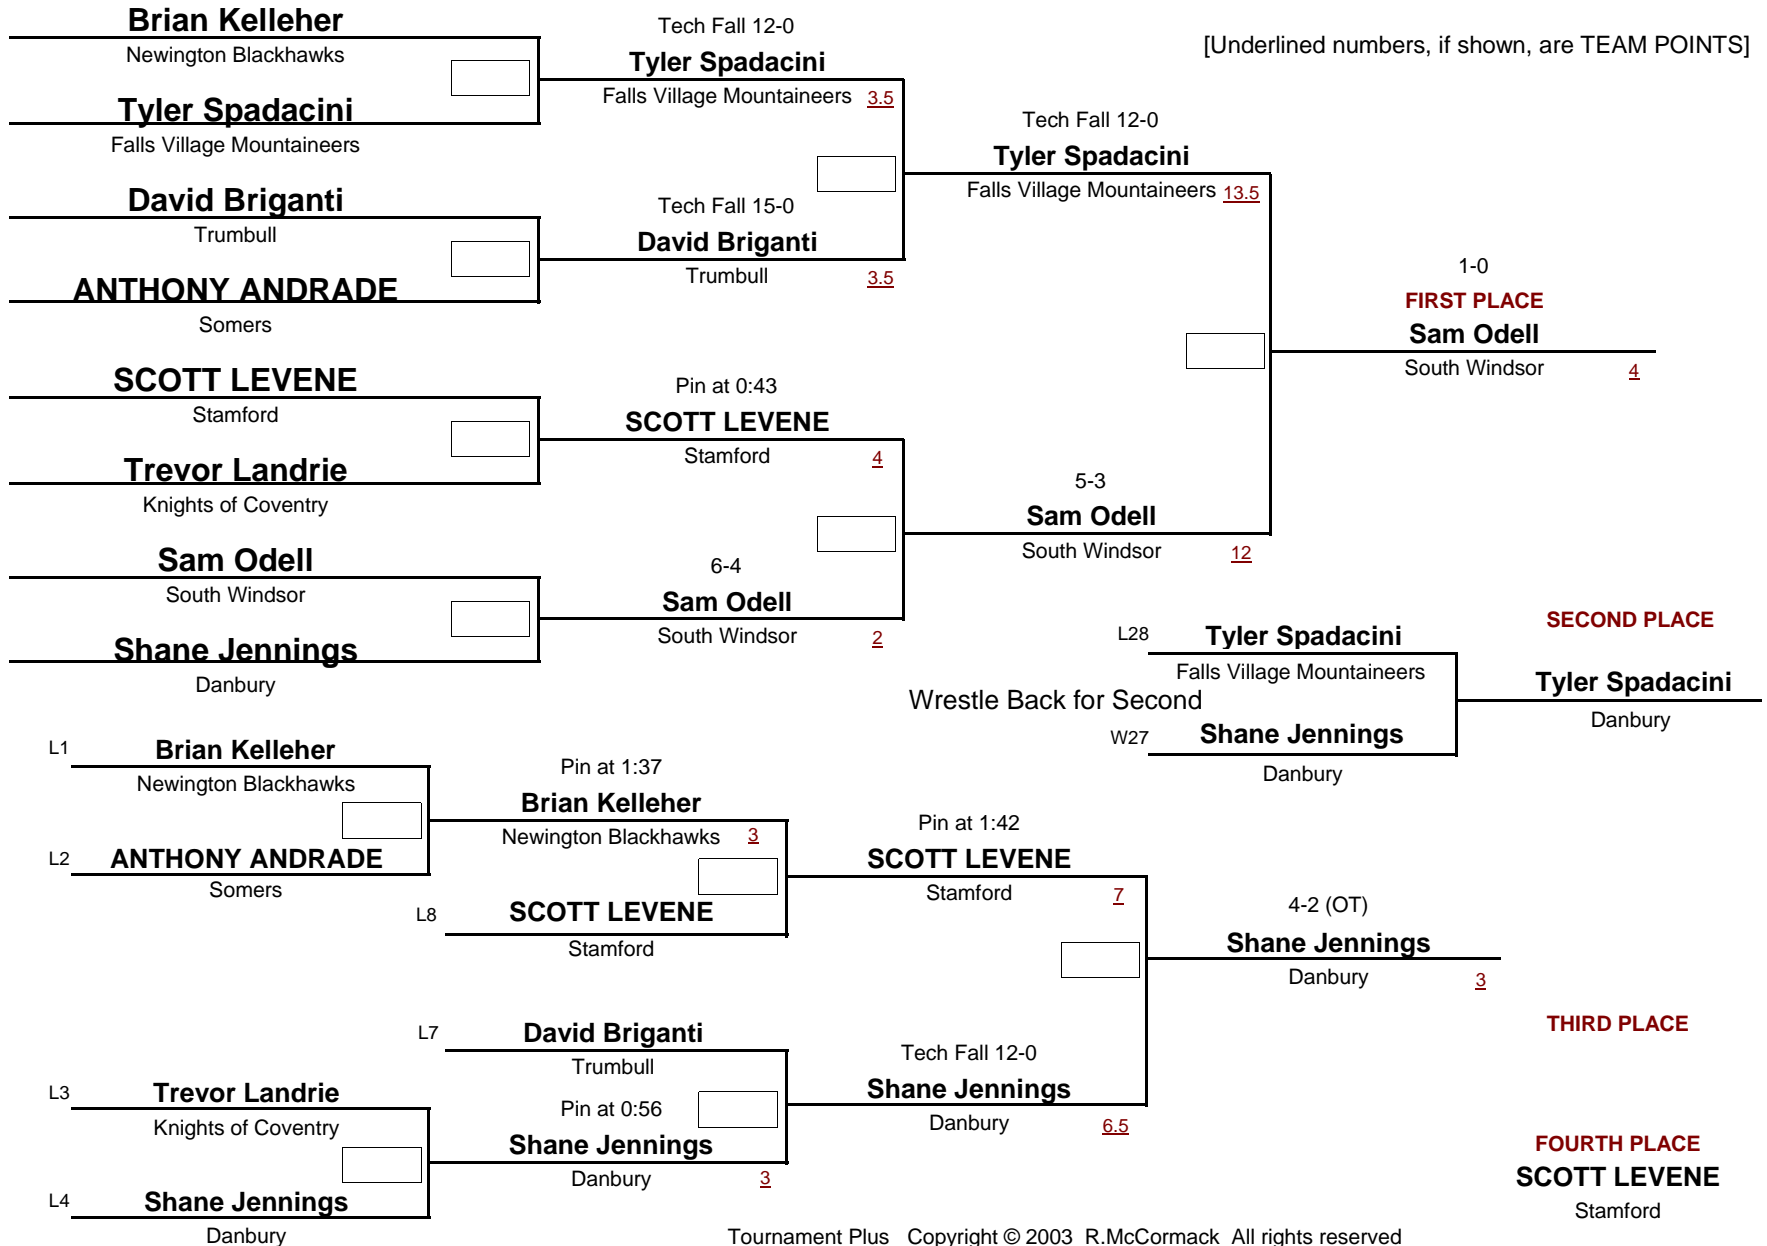 Brian Kelleher
Newington Blackhawks
Tyler Spadacini
Falls Village Mountaineers
David Briganti
Trumbull
ANTHONY ANDRADE
Somers
SCOTT LEVENE
Stamford
Trevor Landrie
Knights of Coventry
Sam Odell
South Windsor
Shane Jennings
Danbury
Tech Fall 12-0
Tyler Spadacini
Falls Village Mountaineers 3.5
Tech Fall 15-0
David Briganti
Trumbull 3.5
Pin at 0:43
SCOTT LEVENE
Stamford 4
6-4
Sam Odell
South Windsor 2
[Underlined numbers, if shown, are TEAM POINTS]
Tech Fall 12-0
Tyler Spadacini
Falls Village Mountaineers 13.5
5-3
Sam Odell
South Windsor 12
1-0
FIRST PLACE
Sam Odell
South Windsor 4
L28 Tyler Spadacini
Falls Village Mountaineers
Wrestle Back for Second
W27 Shane Jennings
Danbury
SECOND PLACE
Tyler Spadacini
Danbury
L1 Brian Kelleher
Newington Blackhawks
L2 ANTHONY ANDRADE
Somers
Pin at 1:37
Brian Kelleher
Newington Blackhawks 3
L8 SCOTT LEVENE
Stamford
L7 David Briganti
Trumbull
L3 Trevor Landrie
Knights of Coventry
L4 Shane Jennings
Danbury
Pin at 0:56
Shane Jennings
Danbury 3
Pin at 1:42
SCOTT LEVENE
Stamford 7
Tech Fall 12-0
Shane Jennings
Danbury 6.5
4-2 (OT)
Shane Jennings
Danbury 3
THIRD PLACE
FOURTH PLACE
SCOTT LEVENE
Stamford
Tournament Plus Copyright © 2003 R.McCormack All rights reserved